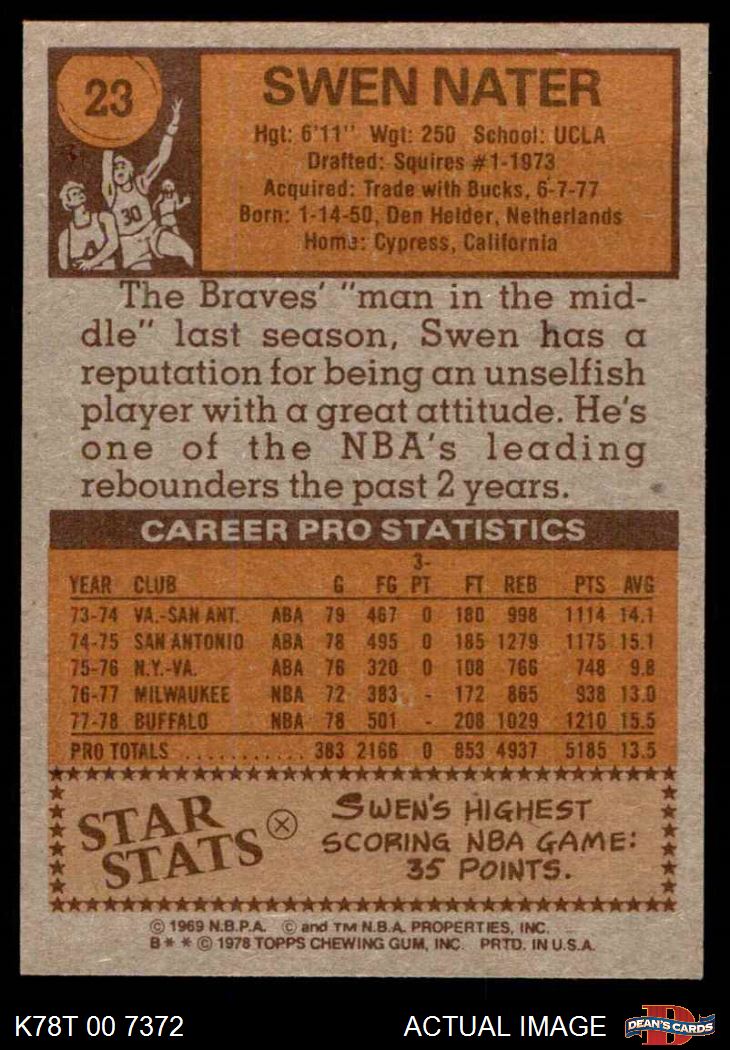 23
SWEN NATER
Hgt: 6'11" Wgt: 250 School: UCLA
Drafted: Squires #1-1973
Acquired: Trade with Bucks, 6-7-77
Born: 1-14-50, Den Helder, Netherlands
Home: Cypress, California
30
The Braves' "man in the mid-
dle" last season, Swen has a
reputation for being an unselfish
player with a great attitude. He's
one of the NBA's leading
rebounders the past 2 years.
CAREER PRO STATISTICS
YEAR CLUB G FG 3-PT FT REB PTS AVG
73-74 VA.-SAN ANT. ABA 79 467 0 180 998 1114 14.1
74-75 SAN ANTONIO ABA 78 495 0 185 1279 1175 15.1
75-76 N.Y.-VA. ABA 76 320 0 108 766 748 9.8
76-77 MILWAUKEE NBA 72 383 - 172 865 938 13.0
77-78 BUFFALO NBA 78 501 - 208 1029 1210 15.5
PRO TOTALS ............ 383 2166 0 853 4937 5185 13.5
STAR STATS
SWEN'S HIGHEST
SCORING NBA GAME:
35 POINTS.
© 1969 N.B.P.A. © and TM N.B.A. PROPERTIES, INC.
B * * © 1978 TOPPS CHEWING GUM, INC. PRTD. IN U.S.A.
K78T 00 7372 ACTUAL IMAGE
D
DEAN'S CARDS